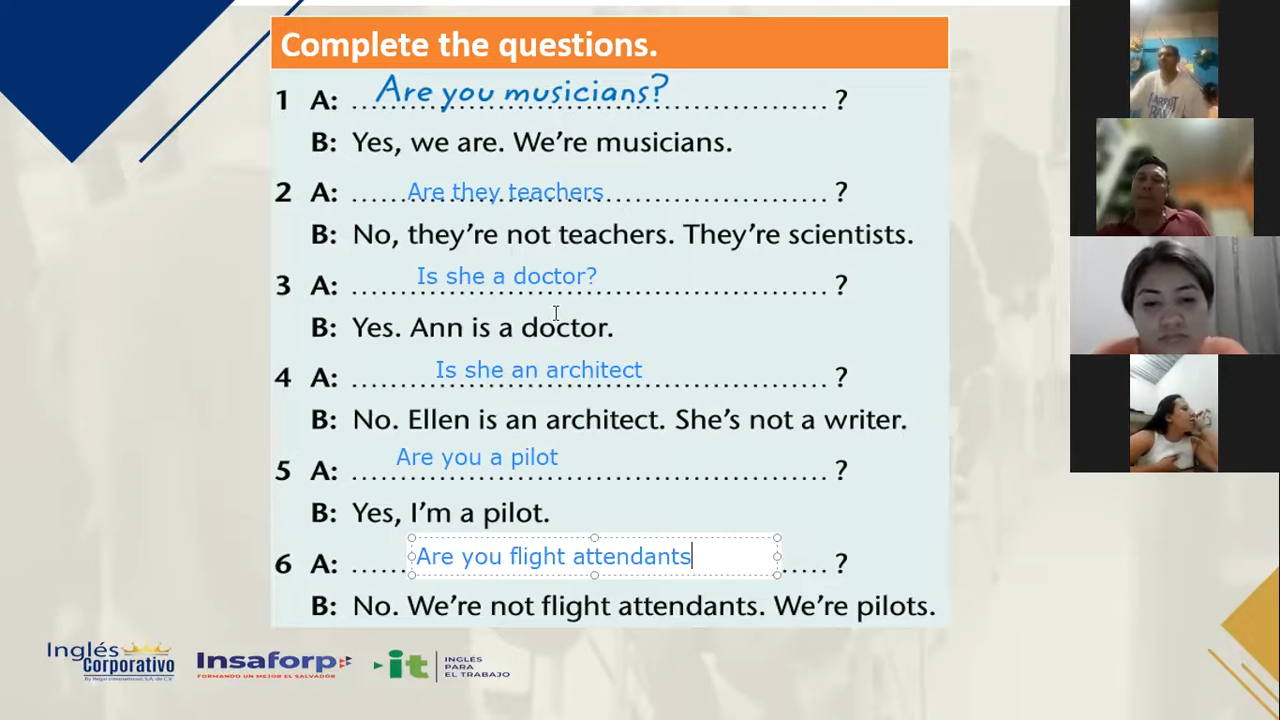 Complete the questions.
1 A: Are you musicians? ?
B: Yes, we are. We're musicians.
2 A: Are they teachers ?
B: No, they're not teachers. They're scientists.
3 A: Is she a doctor? ?
B: Yes. Ann is a doctor.
4 A: Is she an architect ?
B: No. Ellen is an architect. She's not a writer.
5 A: Are you a pilot ?
B: Yes, I'm a pilot.
6 A: Are you flight attendants ?
B: No. We're not flight attendants. We're pilots.
Inglés
Corporativo
Insaforp
FORMANDO UN MEJOR EL SALVADOR
it
INGLÉS
PARA
EL TRABAJO